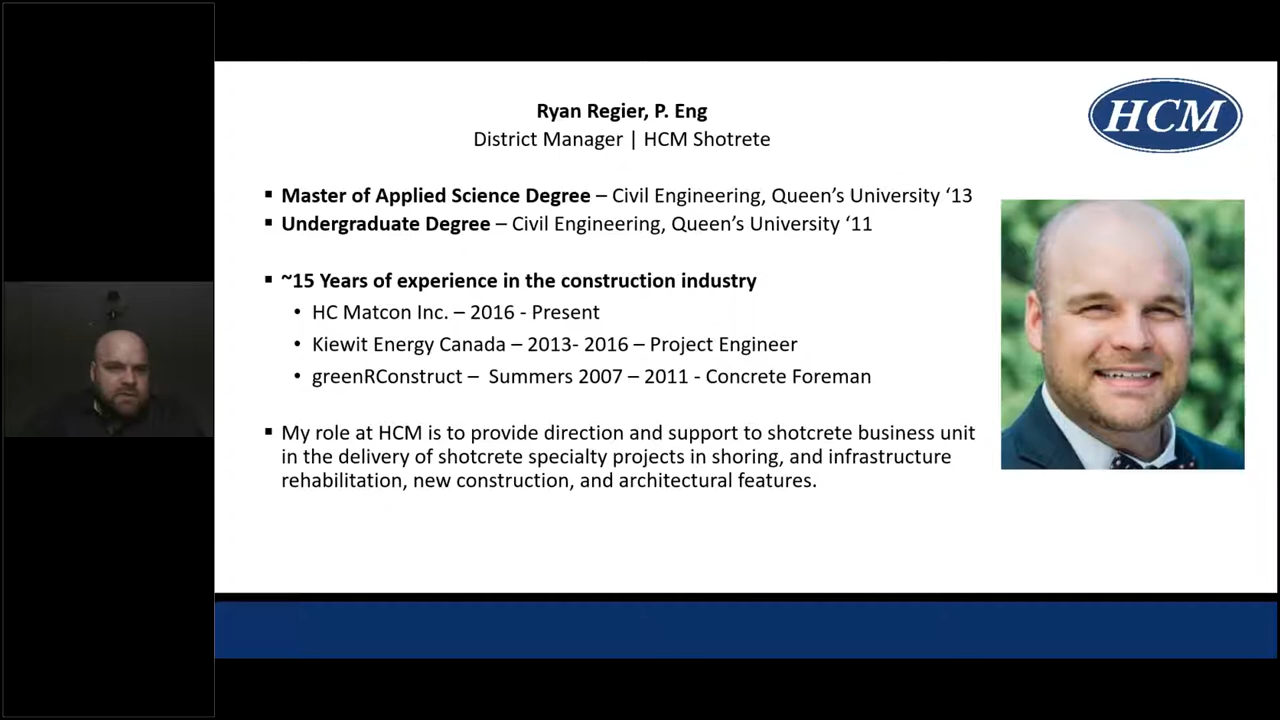 HCM
Ryan Regier, P. Eng
District Manager | HCM Shotrete
▪ Master of Applied Science Degree – Civil Engineering, Queen's University '13
▪ Undergraduate Degree – Civil Engineering, Queen's University '11
▪ ~15 Years of experience in the construction industry
• HC Matcon Inc. – 2016 - Present
• Kiewit Energy Canada – 2013- 2016 – Project Engineer
• greenRConstruct – Summers 2007 – 2011 - Concrete Foreman
▪ My role at HCM is to provide direction and support to shotcrete business unit
in the delivery of shotcrete specialty projects in shoring, and infrastructure
rehabilitation, new construction, and architectural features.